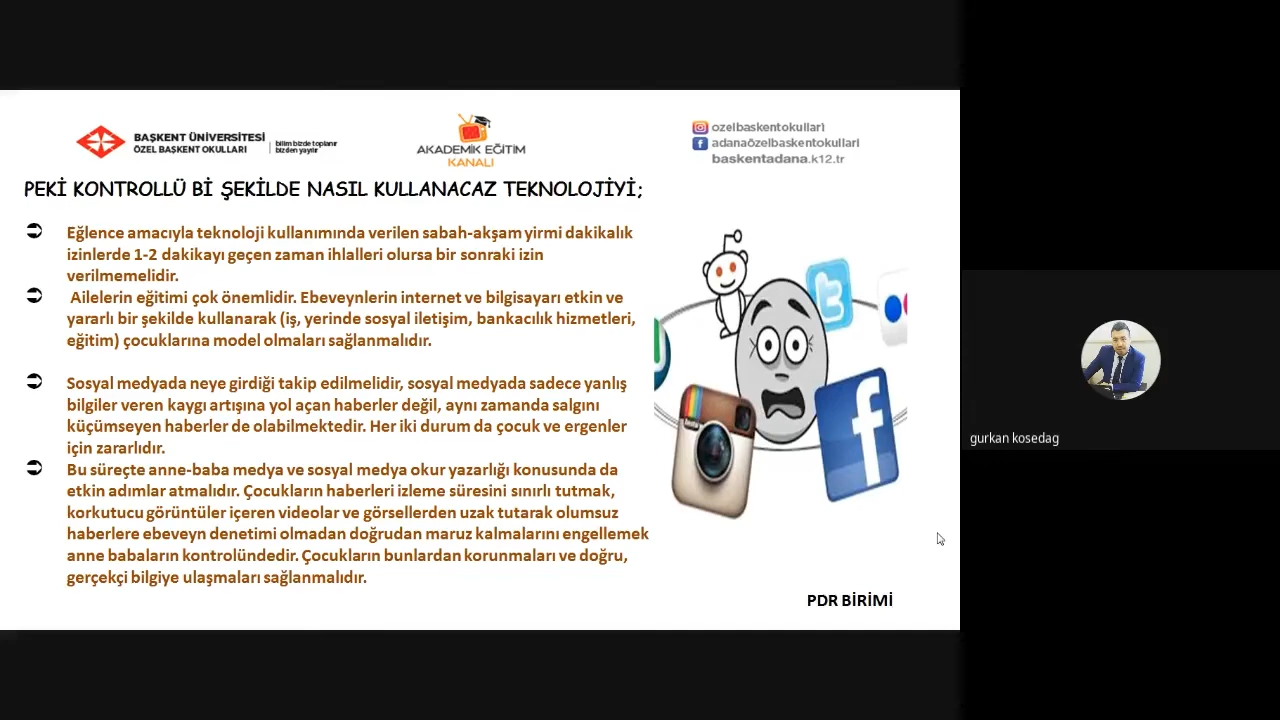 BAŞKENT ÜNİVERSİTESİ
ÖZEL BAŞKENT OKULLARI
bilim bizde toplanır
bizden yayılır
AKADEMİK EĞİTİM
KANALI
ozelbaskentokullari
adanaözelbaskentokullari
baskentadana.k12.tr
PEKİ KONTROLLÜ Bİ ŞEKİLDE NASIL KULLANACAZ TEKNOLOJİYİ;
Eğlence amacıyla teknoloji kullanımında verilen sabah-akşam yirmi dakikalık
izinlerde 1-2 dakikayı geçen zaman ihlalleri olursa bir sonraki izin
verilmemelidir.
Ailelerin eğitimi çok önemlidir. Ebeveynlerin internet ve bilgisayarı etkin ve
yararlı bir şekilde kullanarak (iş, yerinde sosyal iletişim, bankacılık hizmetleri,
eğitim) çocuklarına model olmaları sağlanmalıdır.
Sosyal medyada neye girdiği takip edilmelidir, sosyal medyada sadece yanlış
bilgiler veren kaygı artışına yol açan haberler değil, aynı zamanda salgını
küçümseyen haberler de olabilmektedir. Her iki durum da çocuk ve ergenler
için zararlıdır.
Bu süreçte anne-baba medya ve sosyal medya okur yazarlığı konusunda da
etkin adımlar atmalıdır. Çocukların haberleri izleme süresini sınırlı tutmak,
korkutucu görüntüler içeren videolar ve görsellerden uzak tutarak olumsuz
haberlere ebeveyn denetimi olmadan doğrudan maruz kalmalarını engellemek
anne babaların kontrolündedir. Çocukların bunlardan korunmaları ve doğru,
gerçekçi bilgiye ulaşmaları sağlanmalıdır.
PDR BİRİMİ
gurkan kosedag